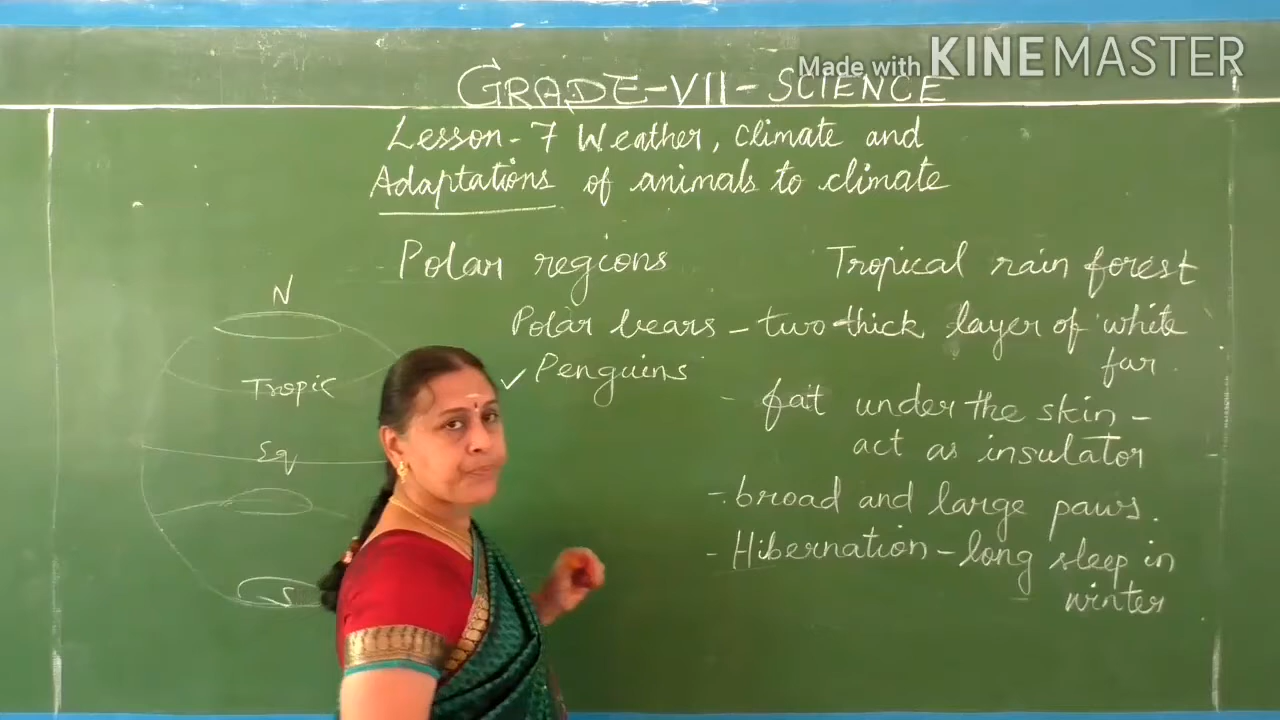 Made with KINEMASTER
GRADE-VII-SCIENCE
Lesson-7 Weather, Climate and
Adaptations of animals to climate
Polar regions
Tropical rain forest
N
Polar bears - two thick layer of white
fur.
Tropic
✓ Penguins
- fat under the skin -
act as insulator
Eq
- broad and large paws.
- Hibernation - long sleep in
winter
S